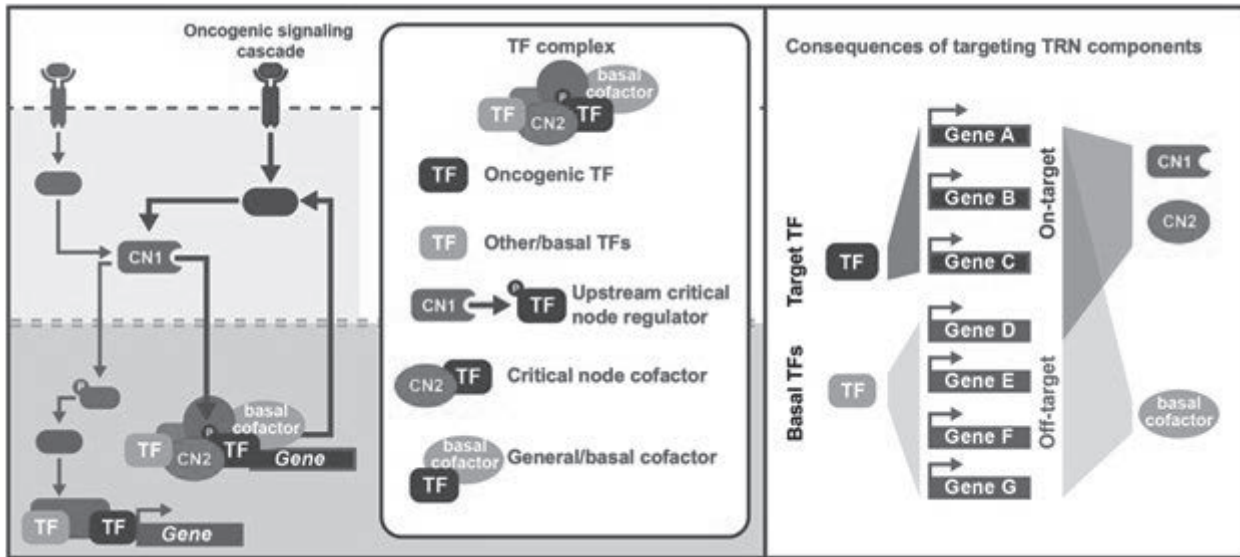 Oncogenic signaling
cascade
CN1
P
TF
CN2
P
TF
basal
cofactor
Gene
TF
TF
Gene
TF complex
TF
CN2
P
TF
basal
cofactor
TF
Oncogenic TF
TF
Other/basal TFs
CN1
P
TF
Upstream critical
node regulator
CN2
TF
Critical node cofactor
basal
cofactor
TF
General/basal cofactor
Consequences of targeting TRN components
Target TF
TF
Basal TFs
TF
Gene A
Gene B
Gene C
Gene D
Gene E
Gene F
Gene G
On-target
Off-target
CN1
CN2
basal
cofactor